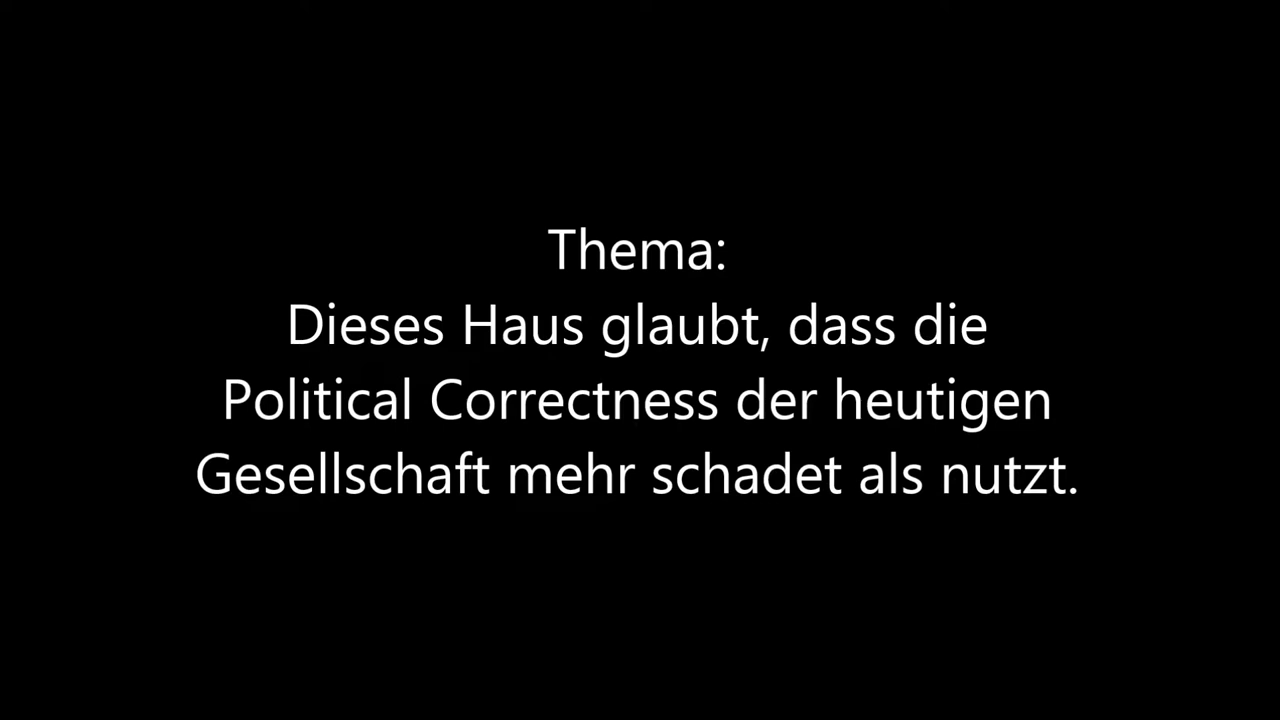 Thema:
Dieses Haus glaubt, dass die
Political Correctness der heutigen
Gesellschaft mehr schadet als nutzt.